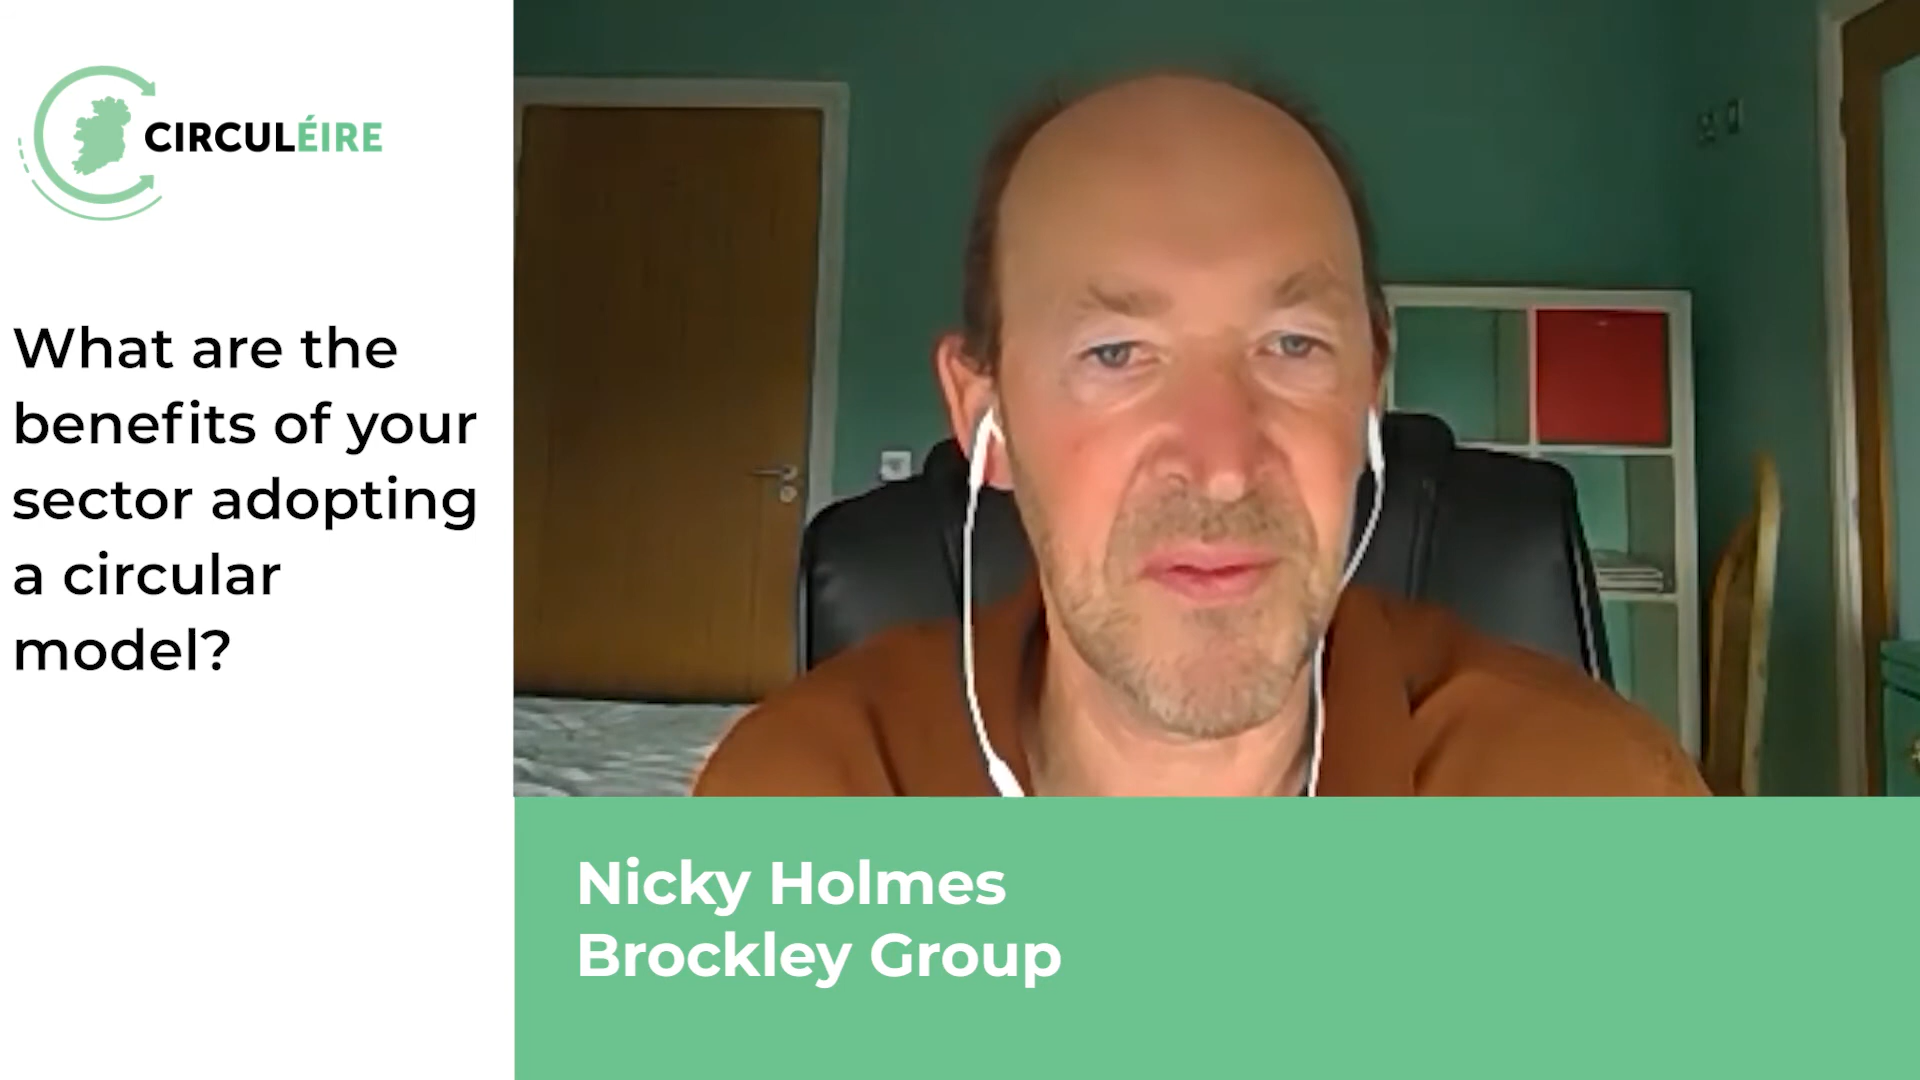 CIRCULÉIRE
What are the
benefits of your
sector adopting
a circular
model?
Nicky Holmes
Brockley Group